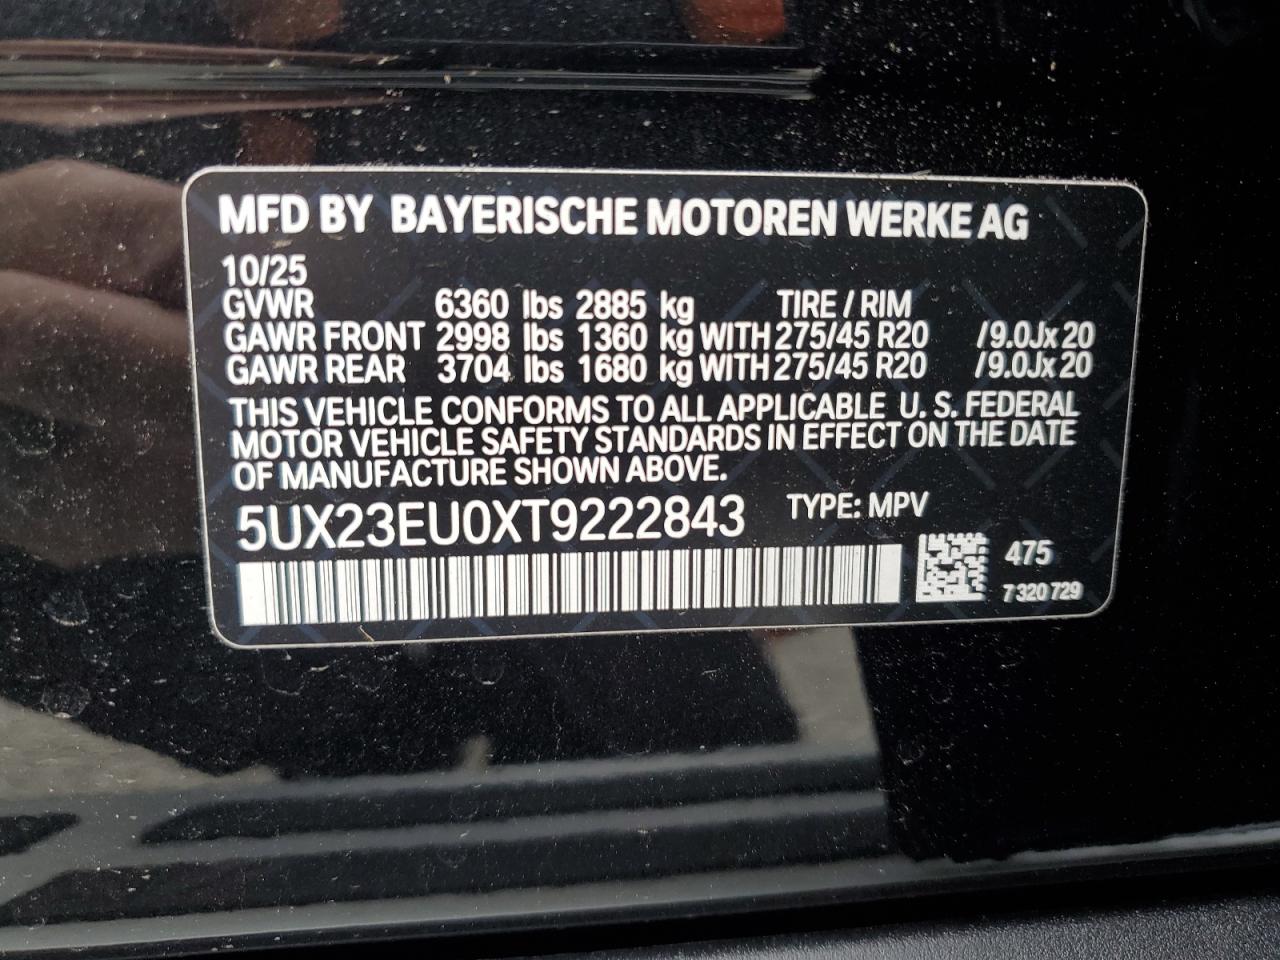 MFD BY BAYERISCHE MOTOREN WERKE AG
10/25
GVWR 6360 lbs 2885 kg TIRE / RIM
GAWR FRONT 2998 lbs 1360 kg WITH 275/45 R20 /9.0Jx20
GAWR REAR 3704 lbs 1680 kg WITH 275/45 R20 /9.0Jx20
THIS VEHICLE CONFORMS TO ALL APPLICABLE U. S. FEDERAL
MOTOR VEHICLE SAFETY STANDARDS IN EFFECT ON THE DATE
OF MANUFACTURE SHOWN ABOVE.
5UX23EU0XT9222843 TYPE: MPV
475
7 320 729